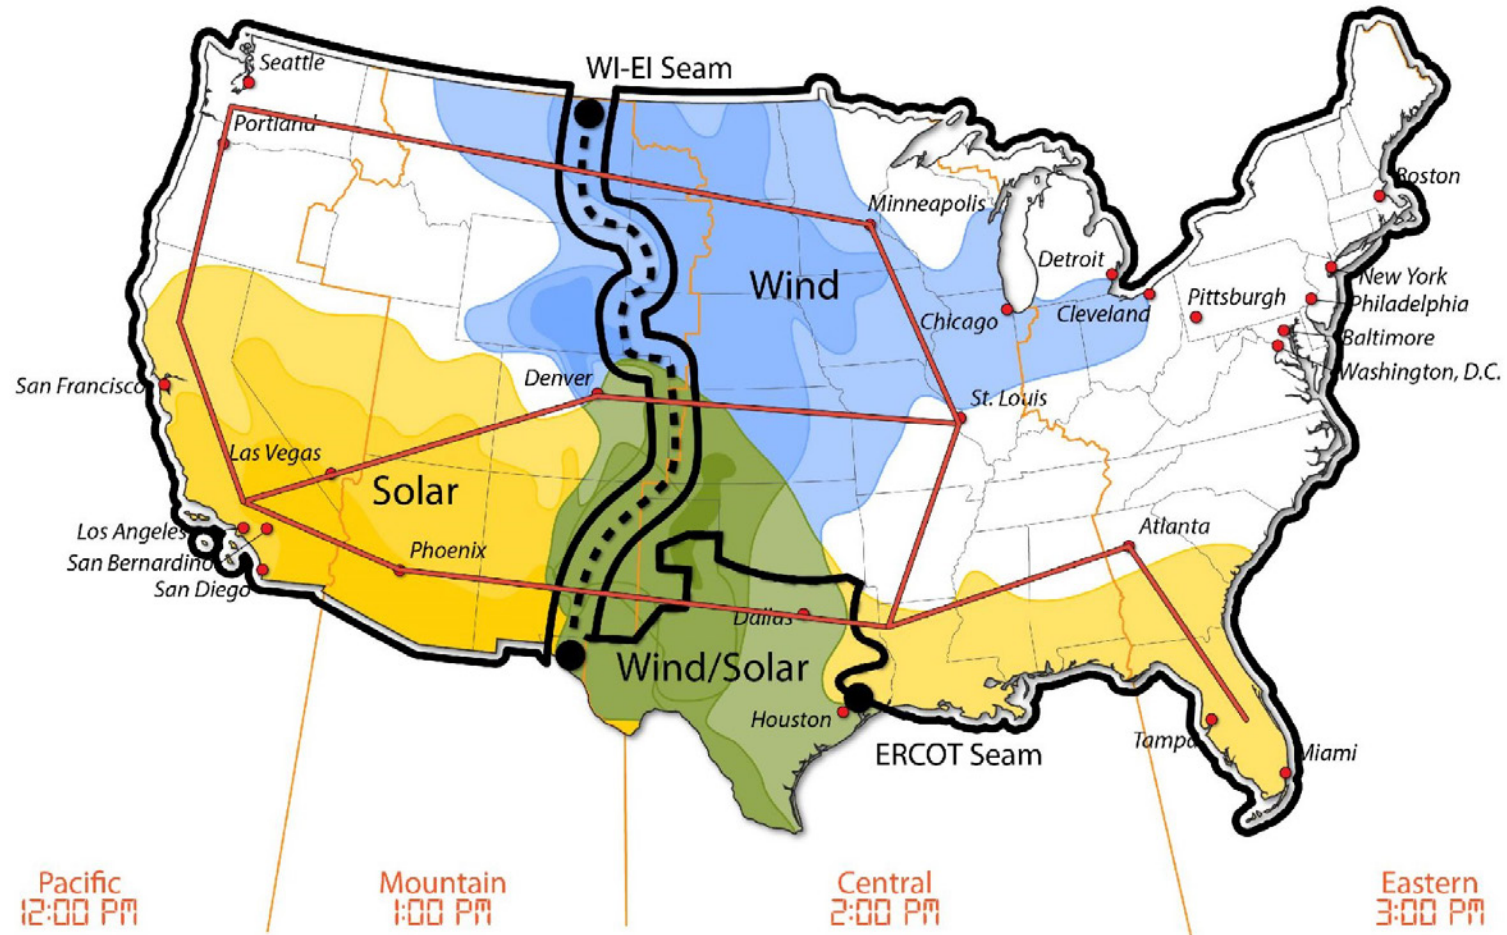 WI-EI Seam
Seattle
Portland
Boston
Minneapolis
Detroit
New York
Wind
Pittsburgh
Philadelphia
Chicago
Cleveland
Baltimore
Washington, D.C.
Denver
San Francisco
St. Louis
Las Vegas
Solar
Atlanta
Los Angeles
Phoenix
San Bernardino
San Diego
Dallas
Wind/Solar
Houston
ERCOT Seam
Tampa
Miami
Pacific
12:00 PM
Mountain
1:00 PM
Central
2:00 PM
Eastern
3:00 PM